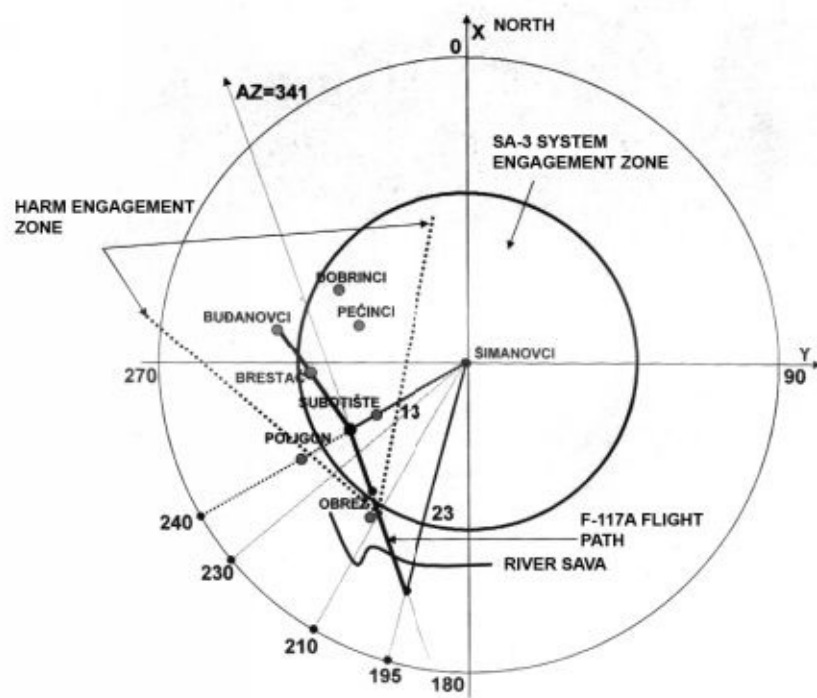 X NORTH
0
AZ=341
SA-3 SYSTEM
ENGAGEMENT ZONE
HARM ENGAGEMENT
ZONE
DOBRINCI
PEČINCI
BUĐANOVCI
ŠIMANOVCI
Y
270
90
BRESTAČ
SUBOTIŠTE
13
POLIGON
OBREŽ
23
240
F-117A FLIGHT
PATH
230
RIVER SAVA
210
195
180